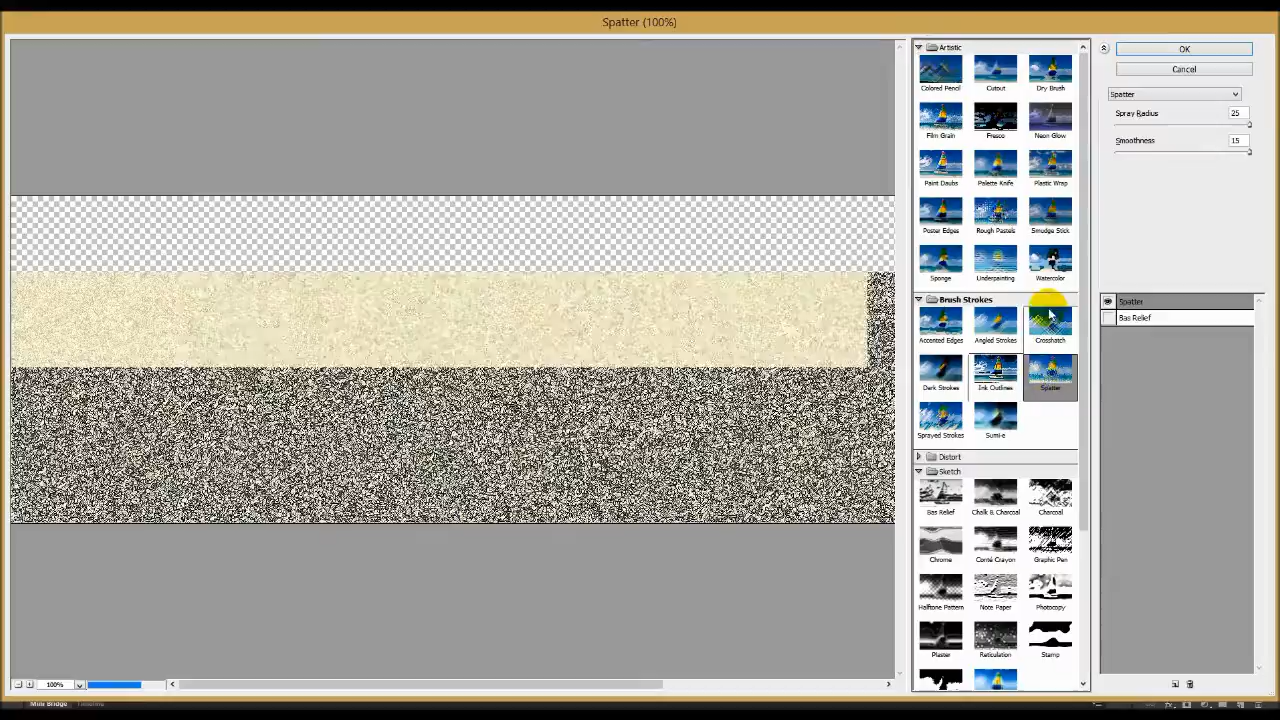 Spatter (100%)
Artistic
Colored Pencil
Cutout
Dry Brush
Film Grain
Fresco
Neon Glow
Paint Daubs
Palette Knife
Plastic Wrap
Poster Edges
Rough Pastels
Smudge Stick
Sponge
Underpainting
Watercolor
Brush Strokes
Accented Edges
Angled Strokes
Crosshatch
Dark Strokes
Ink Outlines
Spatter
Sprayed Strokes
Sumi-e
Distort
Sketch
Bas Relief
Chalk & Charcoal
Charcoal
Chrome
Conté Crayon
Graphic Pen
Halftone Pattern
Note Paper
Photocopy
Plaster
Reticulation
Stamp
OK
Cancel
Spatter
Spray Radius 25
Smoothness 15
Spatter
Bas Relief
100%
Mini Bridge Timeline